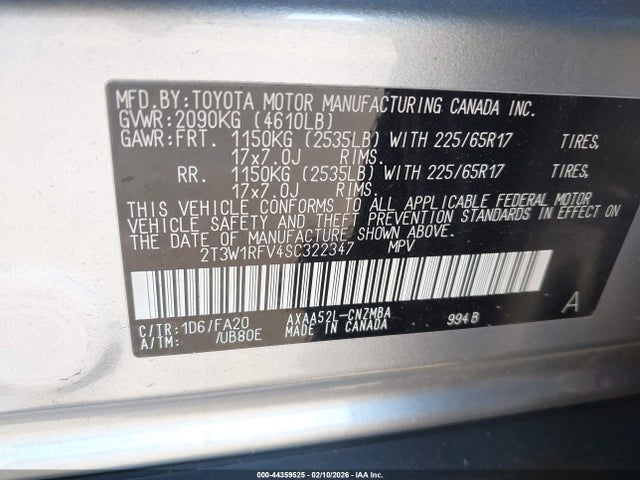 MFD.BY:TOYOTA MOTOR MANUFACTURING CANADA INC.
GVWR:2090KG (4610LB)
GAWR:FRT. 1150KG (2535LB) WITH 225/65R17 TIRES,
17x7.0J RIMS.
RR. 1150KG (2535LB) WITH 225/65R17 TIRES,
17x7.0J RIMS.
THIS VEHICLE CONFORMS TO ALL APPLICABLE FEDERAL MOTOR
VEHICLE SAFETY AND THEFT PREVENTION STANDARDS IN EFFECT ON
THE DATE OF MANUFACTURE SHOWN ABOVE.
2T3W1RFV4SC322347 MPV
C/TR:1D6/FA20 AXAA52L-CNZMBA 994B A
A/TM: /UB80E MADE IN CANADA
000-44359525 - 02/10/2026 - IAA Inc.